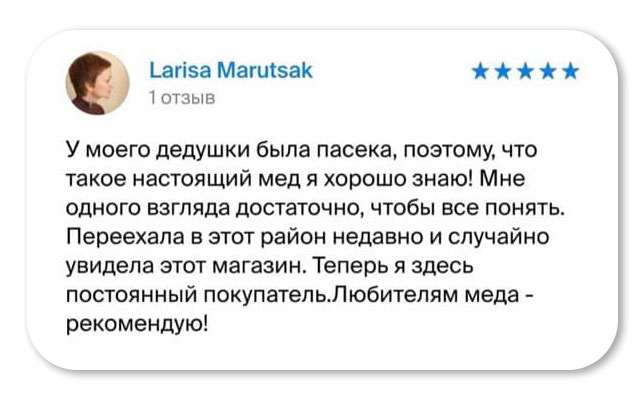 Larisa Marutsak
★★★★★
1 отзыв
У моего дедушки была пасека, поэтому, что
такое настоящий мед я хорошо знаю! Мне
одного взгляда достаточно, чтобы все понять.
Переехала в этот район недавно и случайно
увидела этот магазин. Теперь я здесь
постоянный покупатель.Любителям меда -
рекомендую!